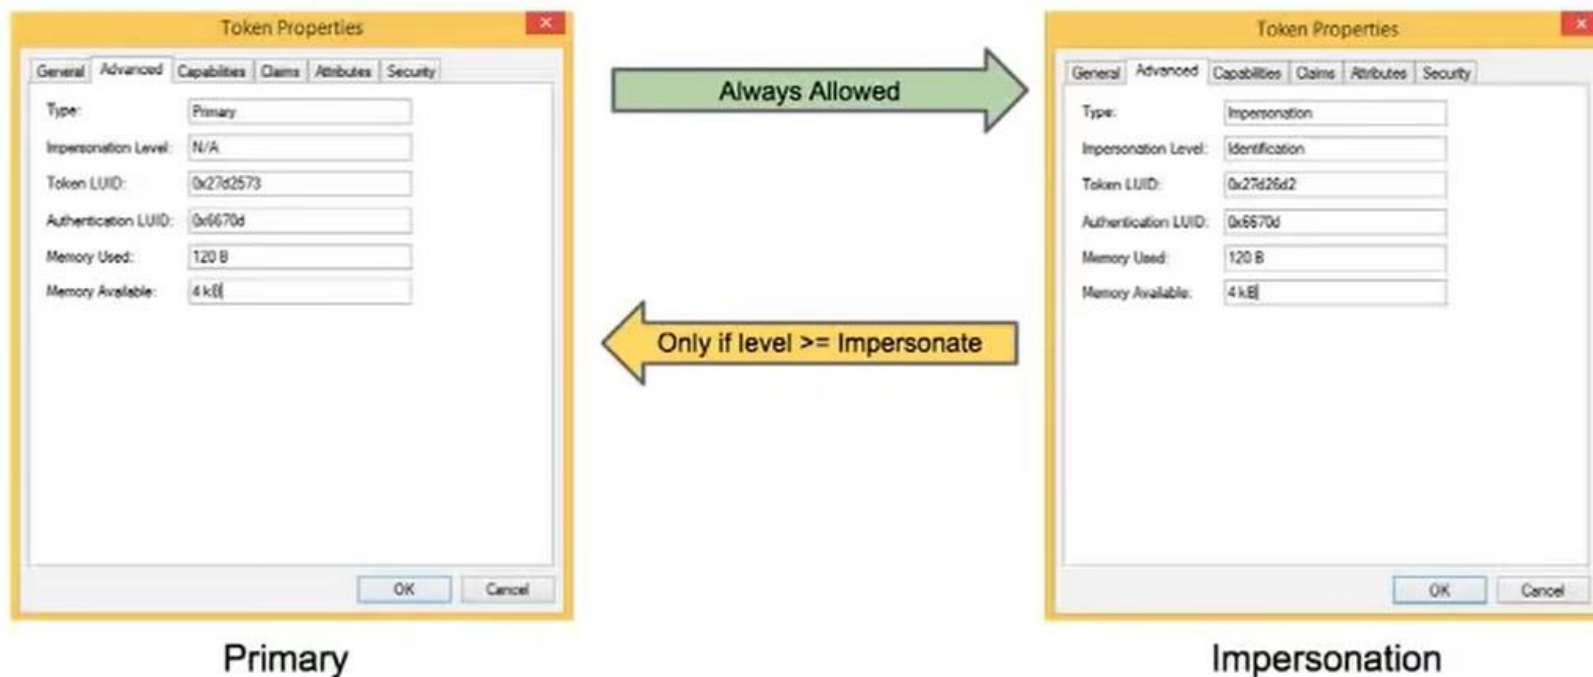 Token Properties
General Advanced Capabilities Claims Attributes Security
Type: Primary
Impersonation Level: N/A
Token LUID: 0x27d2573
Authentication LUID: 0x6670d
Memory Used: 120 B
Memory Available: 4 kB
OK Cancel
Primary
Always Allowed
Only if level >= Impersonate
Token Properties
General Advanced Capabilities Claims Attributes Security
Type: Impersonation
Impersonation Level: Identification
Token LUID: 0x27d26d2
Authentication LUID: 0x6670d
Memory Used: 120 B
Memory Available: 4 kB
OK Cancel
Impersonation